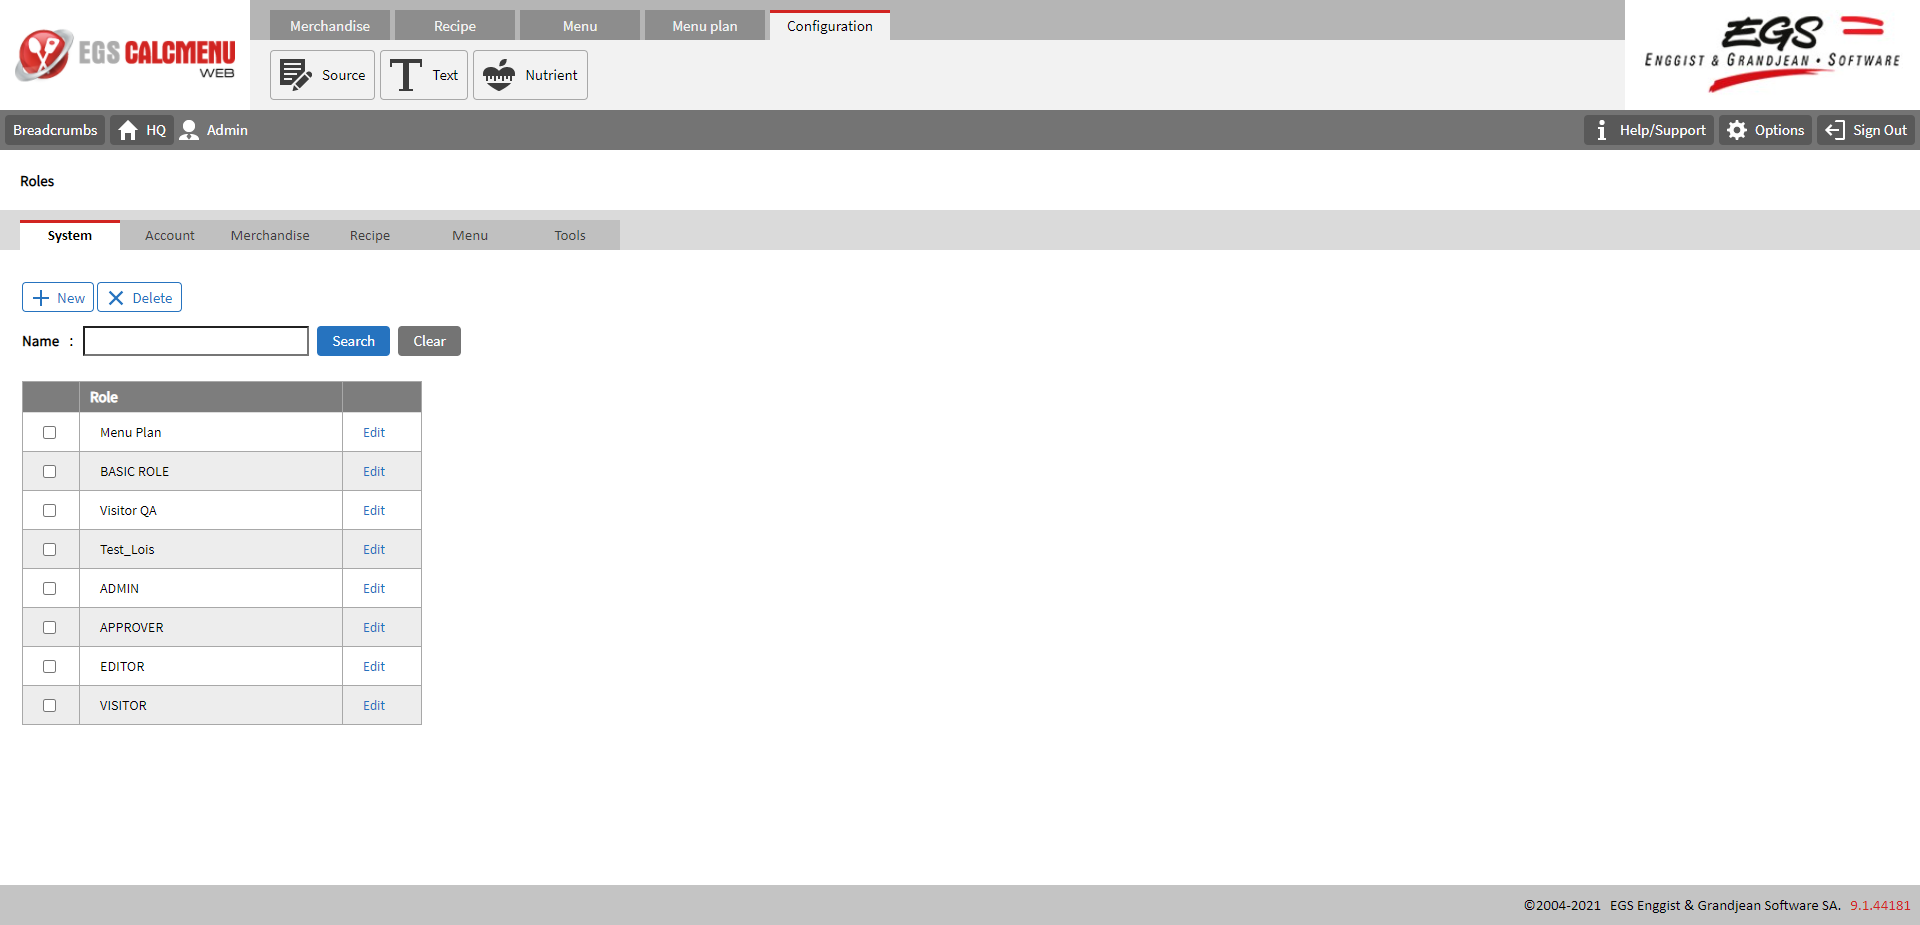 EGS CALCMENU
WEB
Merchandise Recipe Menu Menu plan Configuration
Source Text Nutrient
EGS
ENGGIST & GRANDJEAN • SOFTWARE
Breadcrumbs HQ Admin Help/Support Options Sign Out
Roles
System Account Merchandise Recipe Menu Tools
New Delete
Name : Search Clear
Role
Menu Plan Edit
BASIC ROLE Edit
Visitor QA Edit
Test_Lois Edit
ADMIN Edit
APPROVER Edit
EDITOR Edit
VISITOR Edit
©2004-2021 EGS Enggist & Grandjean Software SA. 9.1.44181